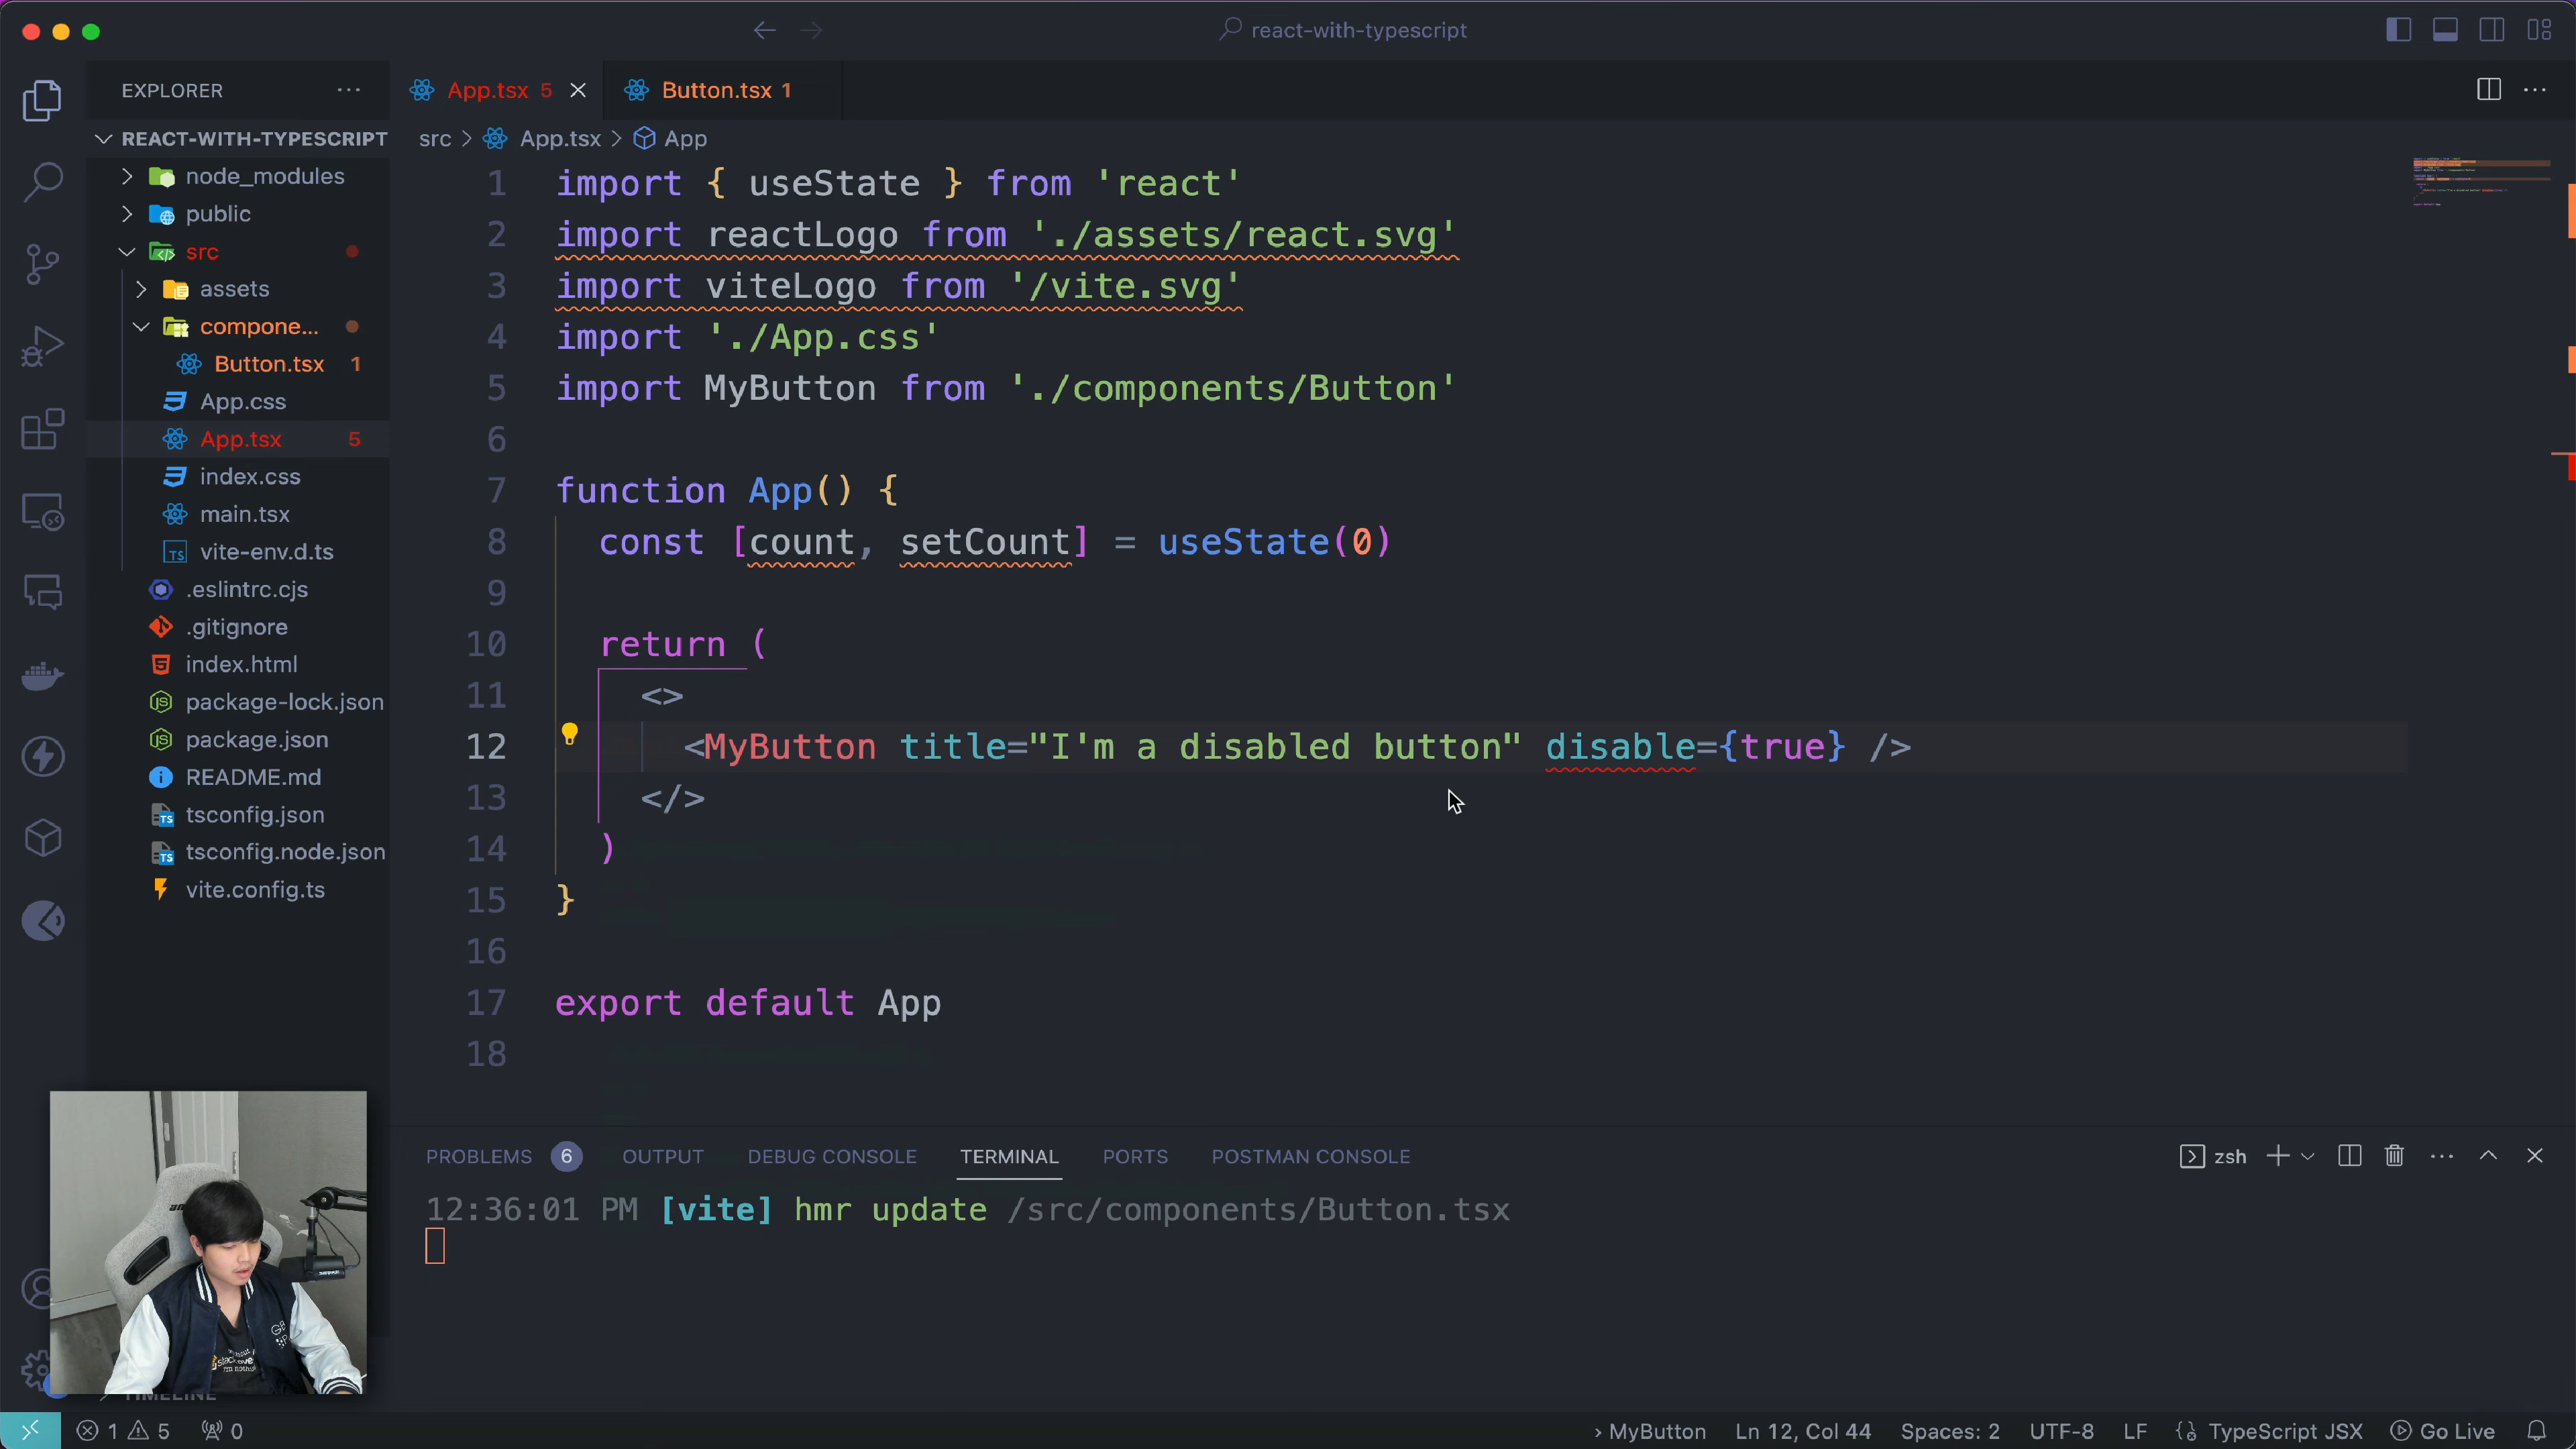 react-with-typescript
EXPLORER
App.tsx 5
Button.tsx 1
REACT-WITH-TYPESCRIPT
node_modules
public
src
assets
compone...
Button.tsx 1
App.css
App.tsx 5
index.css
main.tsx
vite-env.d.ts
.eslintrc.cjs
.gitignore
index.html
package-lock.json
package.json
README.md
tsconfig.json
tsconfig.node.json
vite.config.ts
src > App.tsx > App
1 import { useState } from 'react'
2 import reactLogo from './assets/react.svg'
3 import viteLogo from '/vite.svg'
4 import './App.css'
5 import MyButton from './components/Button'
6
7 function App() {
8 const [count, setCount] = useState(0)
9
10 return (
11 <>
12 <MyButton title="I'm a disabled button" disable={true} />
13 </>
14 )
15 }
16
17 export default App
18
PROBLEMS 6 OUTPUT DEBUG CONSOLE TERMINAL PORTS POSTMAN CONSOLE
zsh
12:36:01 PM [vite] hmr update /src/components/Button.tsx
TIMELINE
1 5 0
› MyButton Ln 12, Col 44 Spaces: 2 UTF-8 LF TypeScript JSX Go Live